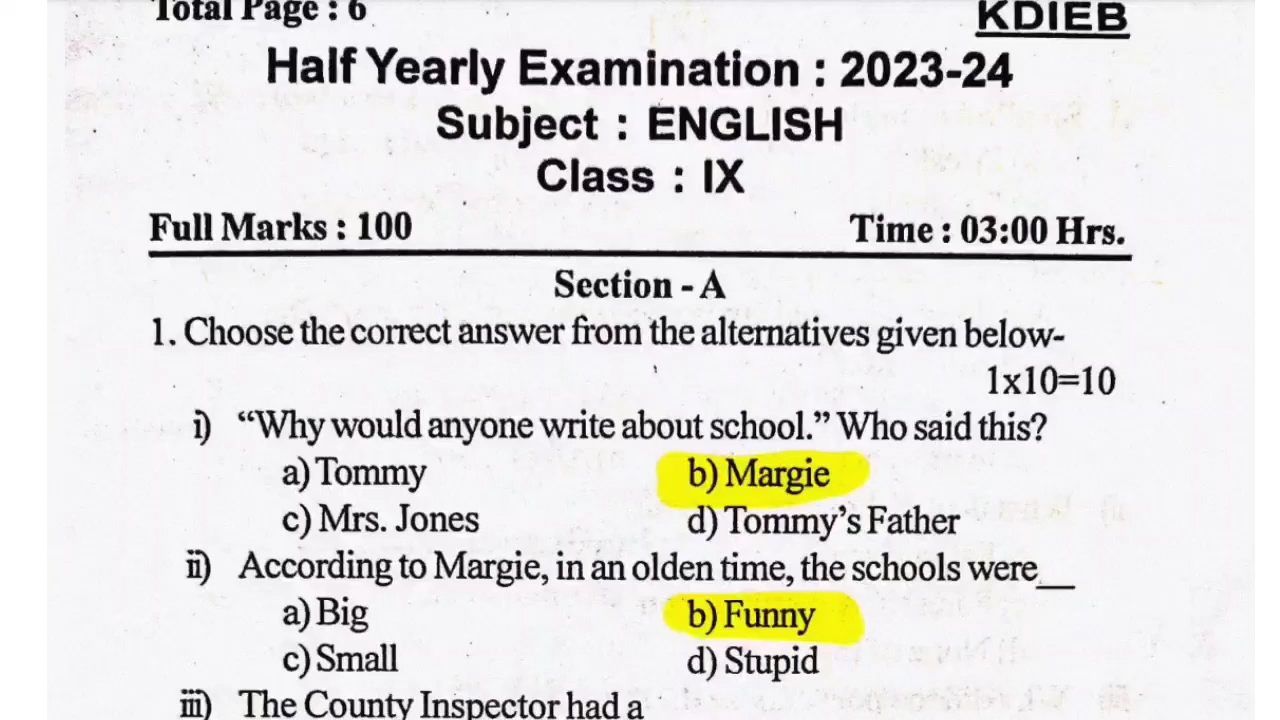 Total Page : 6 KDIEB
Half Yearly Examination : 2023-24
Subject : ENGLISH
Class : IX
Full Marks : 100 Time : 03:00 Hrs.
Section - A
1. Choose the correct answer from the alternatives given below-
1x10=10
i) “Why would anyone write about school.” Who said this?
a) Tommy b) Margie
c) Mrs. Jones d) Tommy’s Father
ii) According to Margie, in an olden time, the schools were__
a) Big b) Funny
c) Small d) Stupid
iii) The County Inspector had a